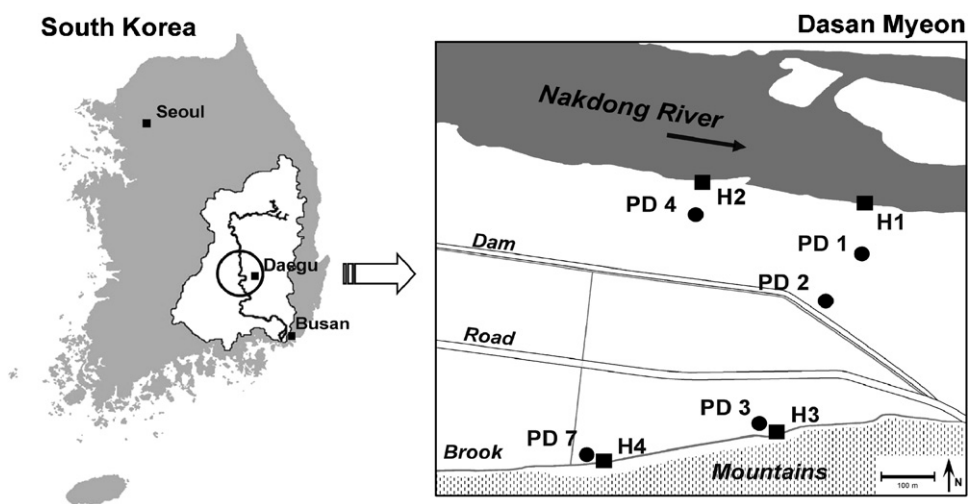 South Korea
Seoul
Daegu
Busan
Dasan Myeon
Nakdong River
H2
PD 4
H1
PD 1
Dam
PD 2
Road
PD 3
H3
PD 7
H4
Brook
Mountains
100 m
N